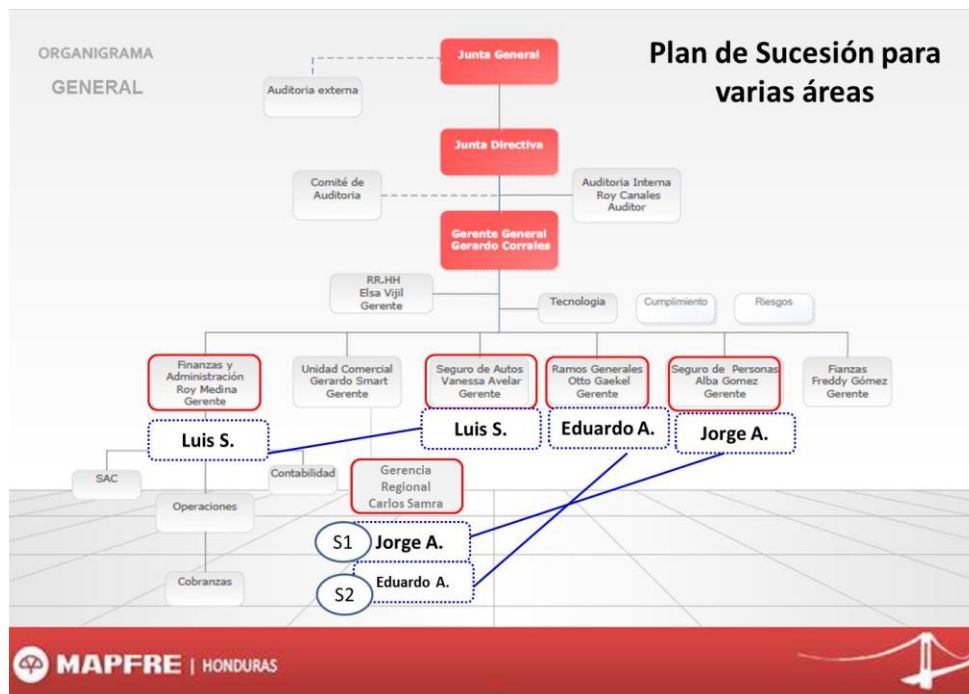 ORGANIGRAMA
GENERAL
Plan de Sucesión para
varias áreas
Junta General
Auditoria externa
Junta Directiva
Comité de
Auditoria
Auditoria Interna
Roy Canales
Auditor
Gerente General
Gerardo Corrales
RR.HH
Elsa Vijil
Gerente
Tecnologia
Cumplimiento
Riesgos
Finanzas y
Administración
Roy Medina
Gerente
Unidad Comercial
Gerardo Smart
Gerente
Seguro de Autos
Vanessa Avelar
Gerente
Ramos Generales
Otto Gaekel
Gerente
Seguro de Personas
Alba Gomez
Gerente
Fianzas
Freddy Gómez
Gerente
Luis S.
Luis S.
Eduardo A.
Jorge A.
SAC
Contabilidad
Operaciones
Gerencia
Regional
Carlos Samra
S1
Jorge A.
Cobranzas
S2
Eduardo A.
MAPFRE | HONDURAS